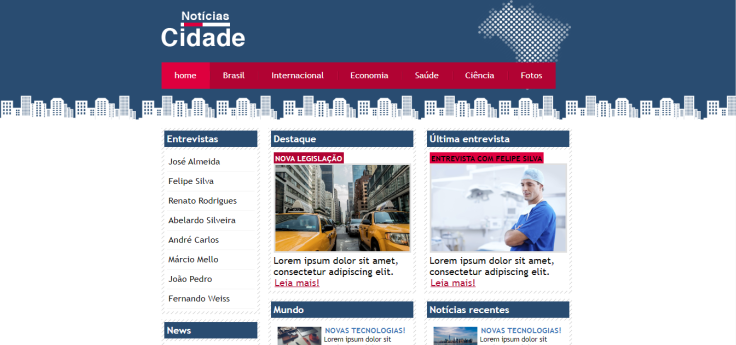 Notícias
Cidade
home Brasil Internacional Economia Saúde Ciência Fotos
Entrevistas
José Almeida
Felipe Silva
Renato Rodrigues
Abelardo Silveira
André Carlos
Márcio Mello
João Pedro
Fernando Weiss
News
Destaque
NOVA LEGISLAÇÃO
Lorem ipsum dolor sit amet,
consectetur adipiscing elit.
Leia mais!
Última entrevista
ENTREVISTA COM FELIPE SILVA
Lorem ipsum dolor sit amet,
consectetur adipiscing elit.
Leia mais!
Mundo
NOVAS TECNOLOGIAS!
Lorem ipsum dolor sit
Notícias recentes
NOVAS TECNOLOGIAS!
Lorem ipsum dolor sit